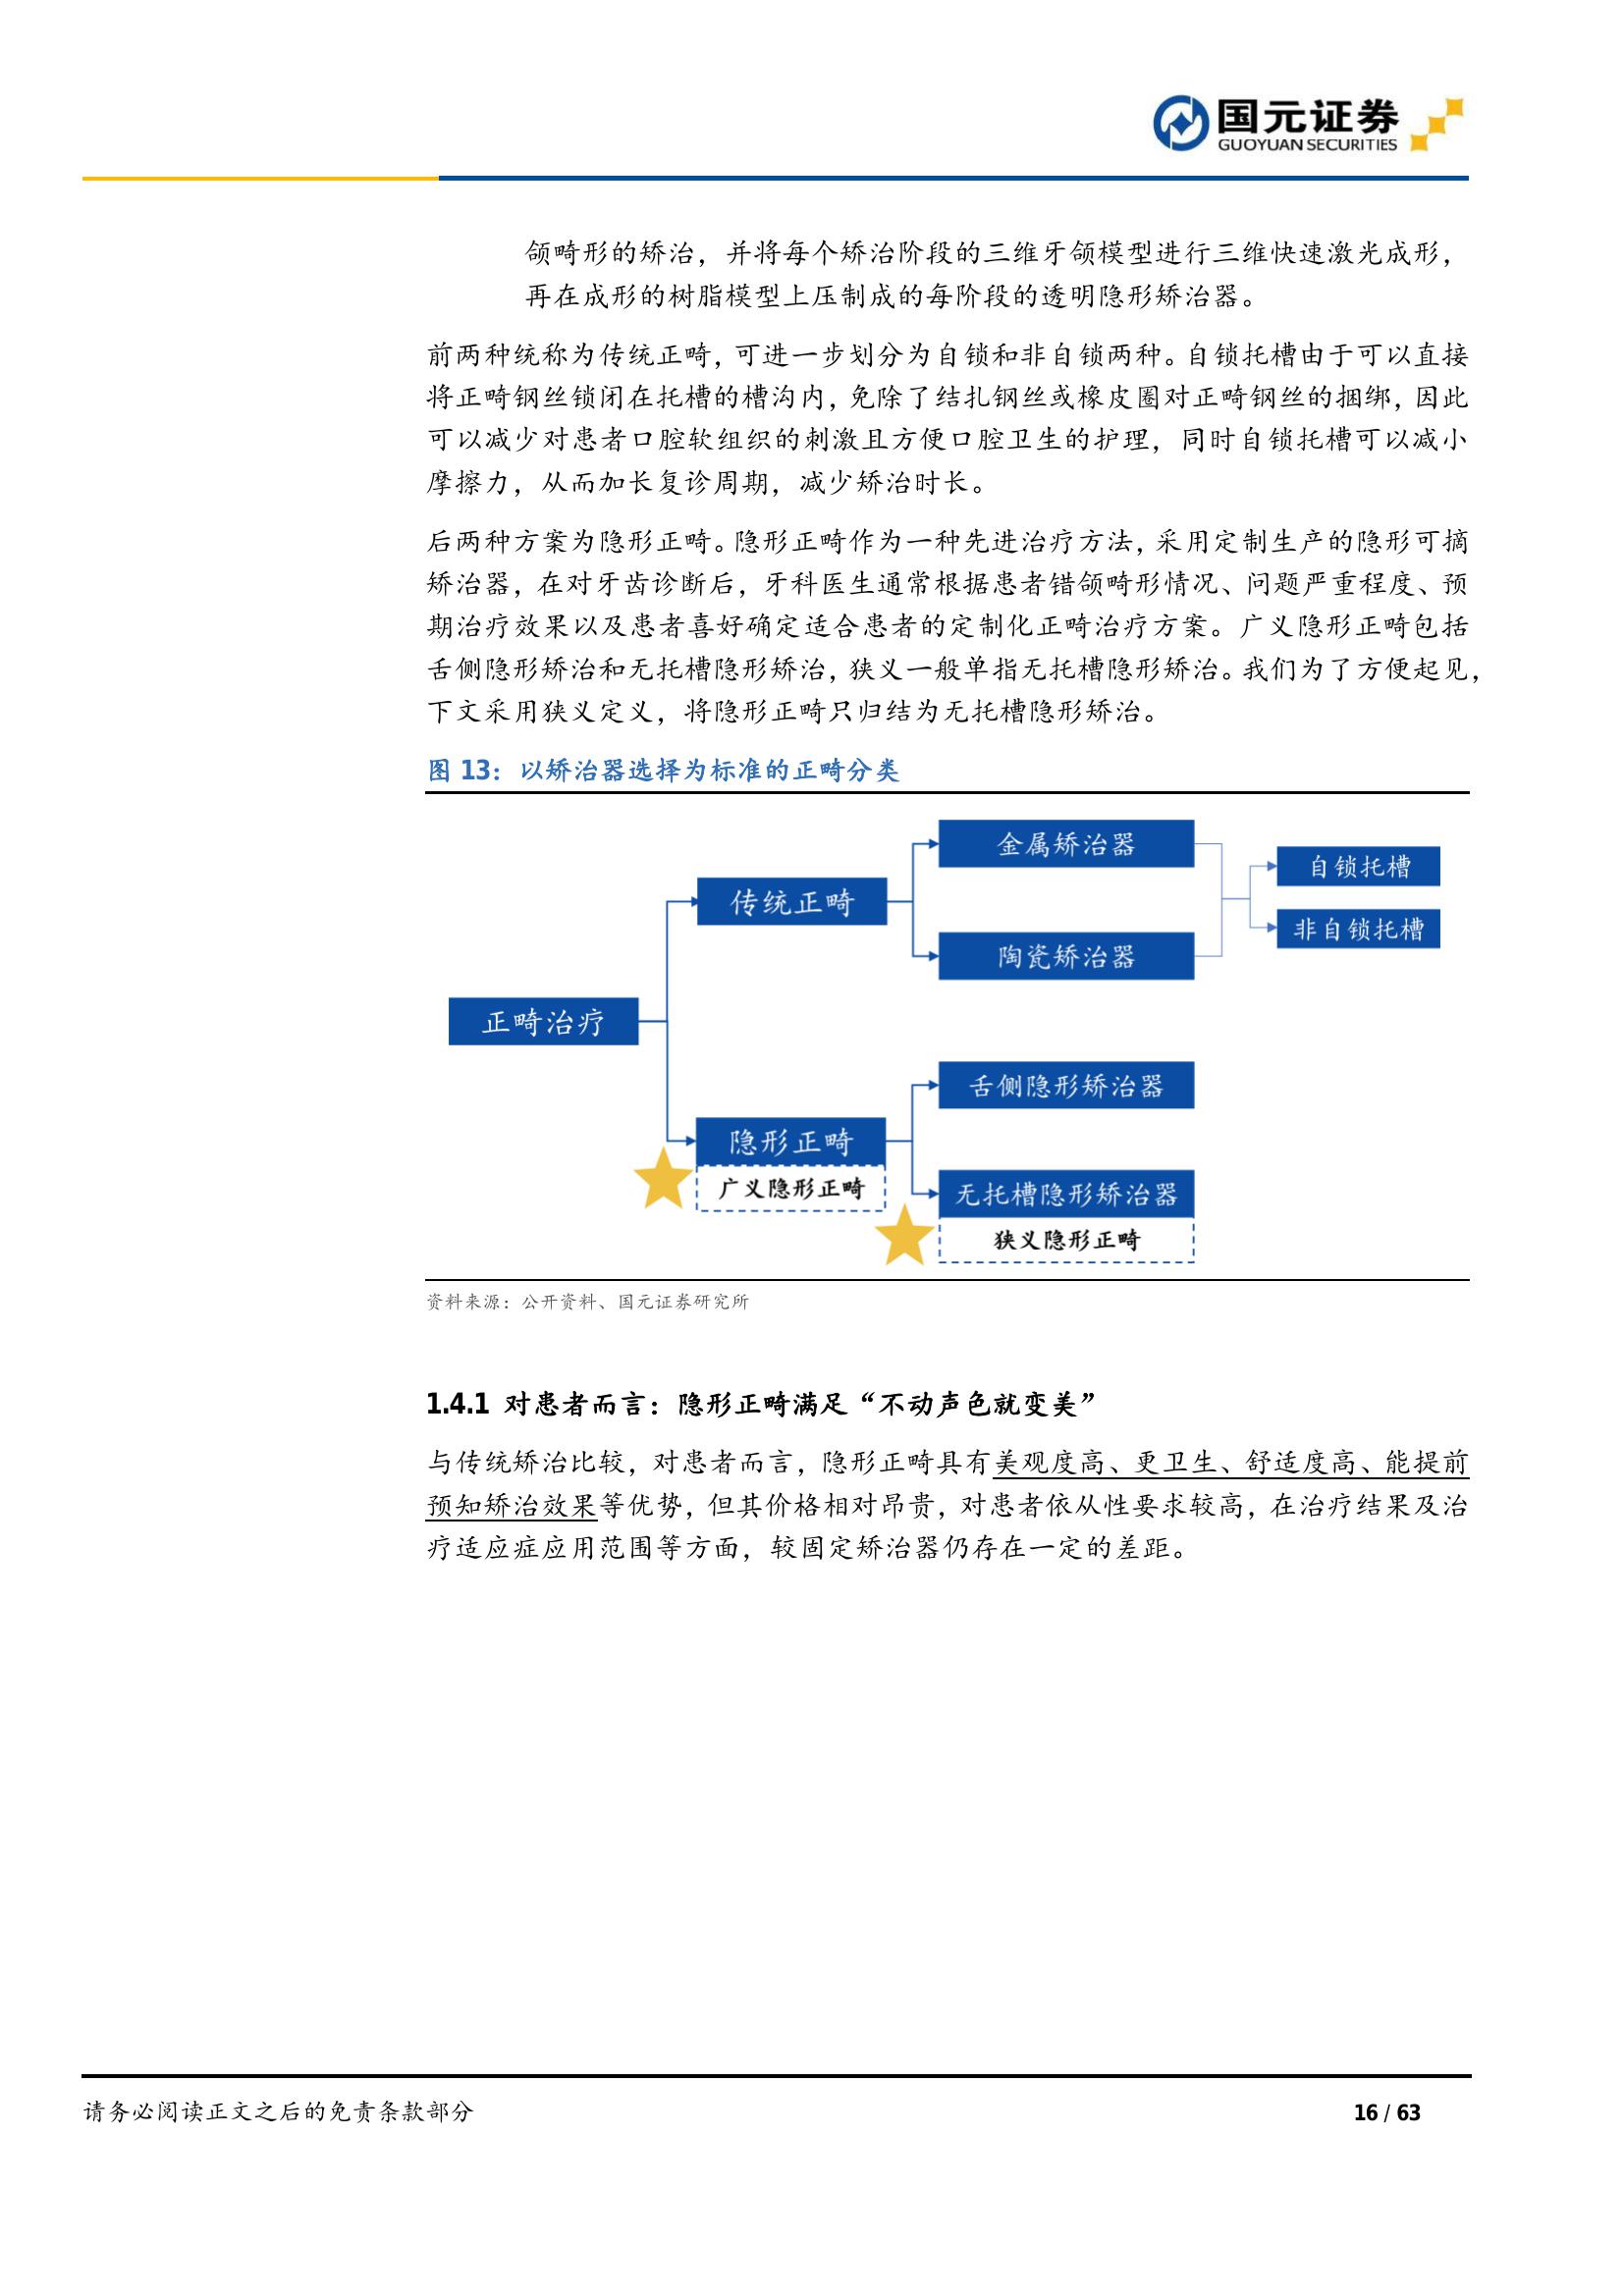 国元证券
GUOYUAN SECURITIES
颌畸形的矫治，并将每个矫治阶段的三维牙颌模型进行三维快速激光成形，
再在成形的树脂模型上压制成的每阶段的透明隐形矫治器。
前两种统称为传统正畸，可进一步划分为自锁和非自锁两种。自锁托槽由于可以直接
将正畸钢丝锁闭在托槽的槽沟内，免除了结扎钢丝或橡皮圈对正畸钢丝的捆绑，因此
可以减少对患者口腔软组织的刺激且方便口腔卫生的护理，同时自锁托槽可以减小
摩擦力，从而加长复诊周期，减少矫治时长。
后两种方案为隐形正畸。隐形正畸作为一种先进治疗方法，采用定制生产的隐形可摘
矫治器，在对牙齿诊断后，牙科医生通常根据患者错颌畸形情况、问题严重程度、预
期治疗效果以及患者喜好确定适合患者的定制化正畸治疗方案。广义隐形正畸包括
舌侧隐形矫治和无托槽隐形矫治，狭义一般单指无托槽隐形矫治。我们为了方便起见，
下文采用狭义定义，将隐形正畸只归结为无托槽隐形矫治。
图 13：以矫治器选择为标准的正畸分类
金属矫治器
自锁托槽
传统正畸
非自锁托槽
陶瓷矫治器
正畸治疗
舌侧隐形矫治器
隐形正畸
广义隐形正畸
无托槽隐形矫治器
狭义隐形正畸
资料来源：公开资料、国元证券研究所
1.4.1 对患者而言：隐形正畸满足“不动声色就变美”
与传统矫治比较，对患者而言，隐形正畸具有美观度高、更卫生、舒适度高、能提前
预知矫治效果等优势，但其价格相对昂贵，对患者依从性要求较高，在治疗结果及治
疗适应症应用范围等方面，较固定矫治器仍存在一定的差距。
请务必阅读正文之后的免责条款部分
16 / 63